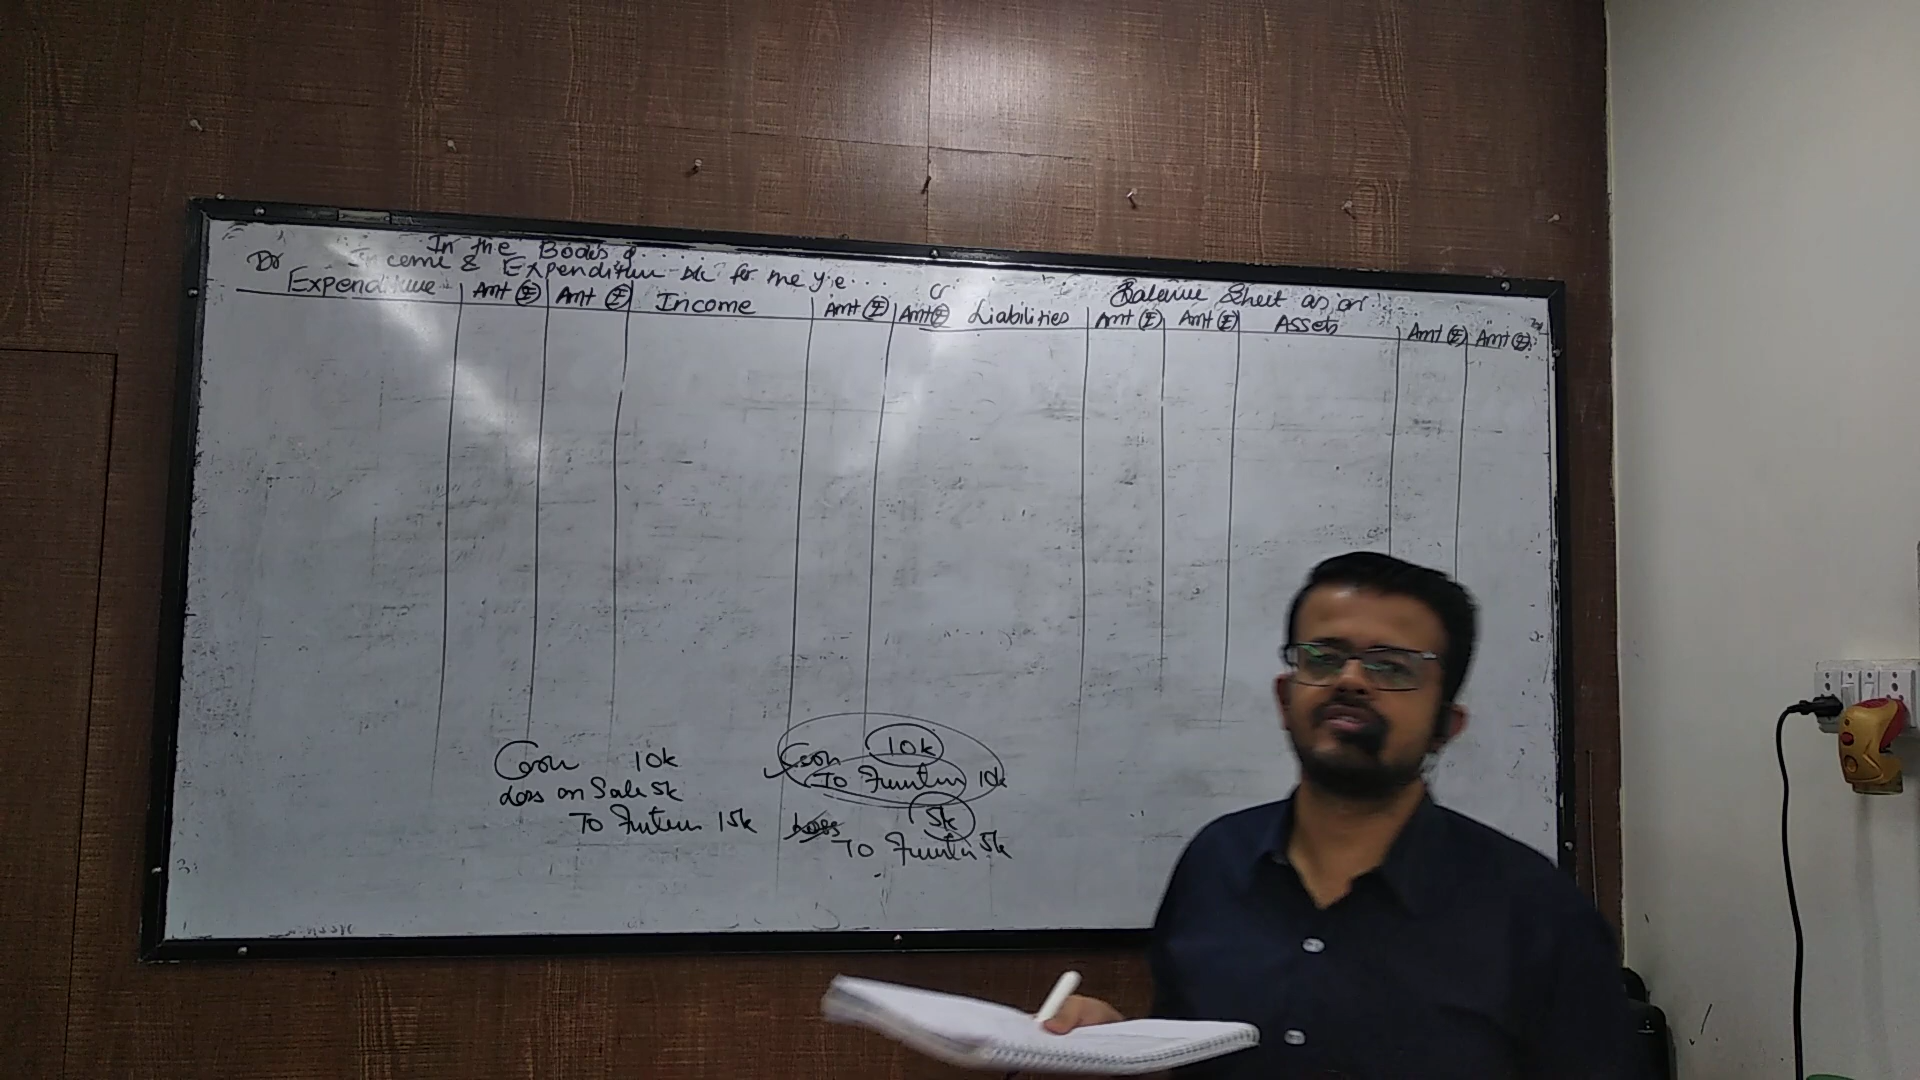 In the Books of.....
Dr Income & Expenditure A/c for the y.e... Cr
Expenditure Amt (₹) Amt (₹) Income Amt (₹) Amt (₹)
Balance Sheet as on
Liabilities Amt (₹) Amt (₹) Assets Amt (₹) Amt (₹)
Cash 10k
Loss on Sale 5k
To Furniture 15k
Cash 10k
To Furniture 10k
Loss 5k
To Furniture 5k